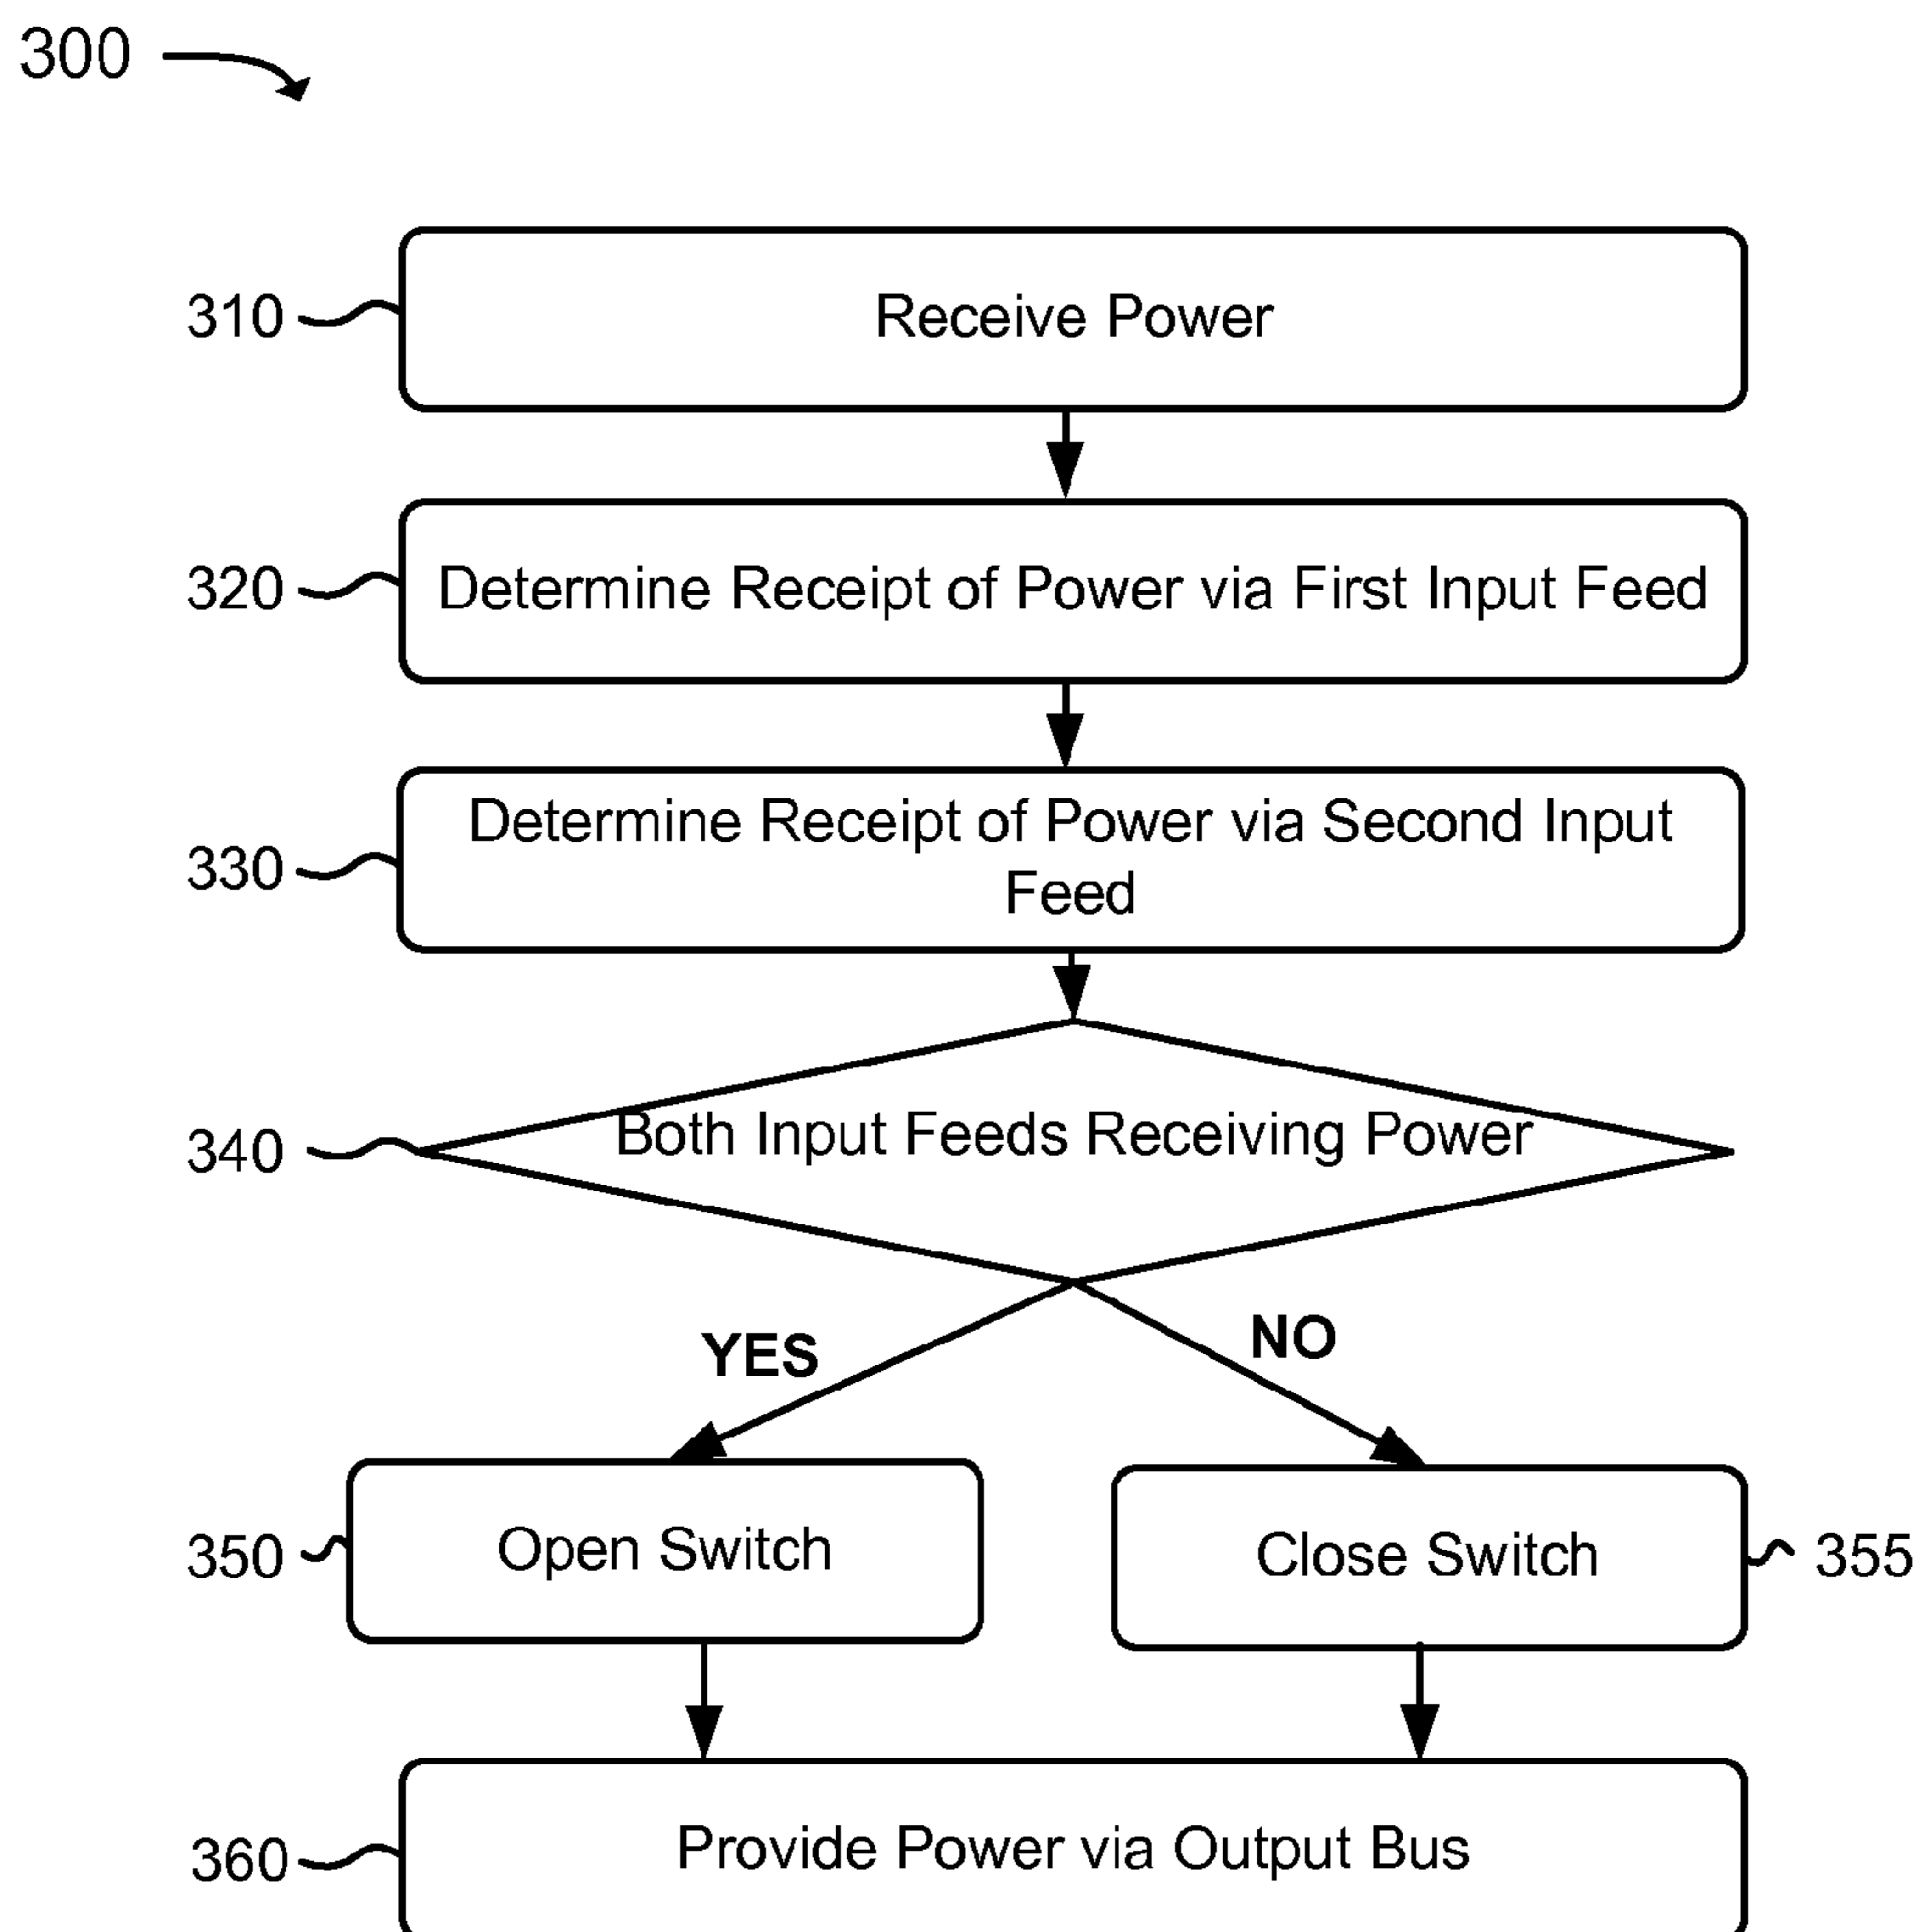 300
310
Receive Power
320
Determine Receipt of Power via First Input Feed
330
Determine Receipt of Power via Second Input
Feed
340
Both Input Feeds Receiving Power
YES
NO
350
Open Switch
Close Switch
355
360
Provide Power via Output Bus